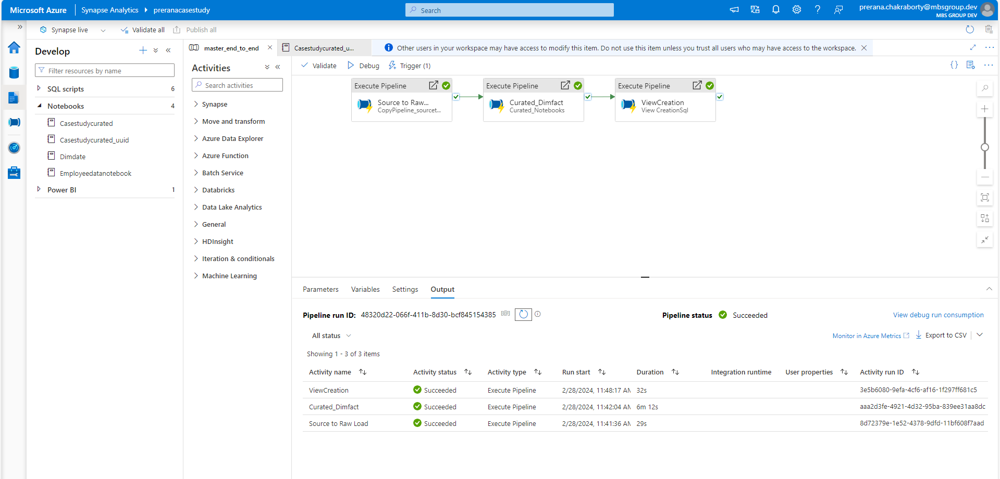 Microsoft Azure
Synapse Analytics
preranacasestudy
Search
prerana.chakraborty@mbsgroup.dev
MBS GROUP DEV
Synapse live
Validate all
Publish all
Develop
Filter resources by name
SQL scripts 6
Notebooks 4
Casestudycurated
Casestudycurated_uuid
Dimdate
Employeedatanotebook
Power BI 1
master_end_to_end
Casestudycurated_u...
Other users in your workspace may have access to modify this item. Do not use this item unless you trust all users who may have access to the workspace.
Activities
Search activities
Synapse
Move and transform
Azure Data Explorer
Azure Function
Batch Service
Databricks
Data Lake Analytics
General
HDInsight
Iteration & conditionals
Machine Learning
Validate
Debug
Trigger (1)
Execute Pipeline
Source to Raw...
CopyPipeline_sourcet...
Execute Pipeline
Curated_Dimfact
Curated_Notebooks
Execute Pipeline
ViewCreation
View CreationSql
Parameters
Variables
Settings
Output
Pipeline run ID: 48320d22-066f-411b-8d30-bcf845154385
Pipeline status Succeeded
View debug run consumption
All status
Monitor in Azure Metrics
Export to CSV
Showing 1 - 3 of 3 items
Activity name Activity status Activity type Run start Duration Integration runtime User properties Activity run ID
ViewCreation Succeeded Execute Pipeline 2/28/2024, 11:48:17 AM 32s 3e5b6080-9efa-4cf6-af16-1f297ff681c5
Curated_Dimfact Succeeded Execute Pipeline 2/28/2024, 11:42:04 AM 6m 12s aaa2d3fe-4921-4d32-95ba-839ee31aa8dc
Source to Raw Load Succeeded Execute Pipeline 2/28/2024, 11:41:36 AM 29s 8d72379e-1e52-4378-9dfd-11bf608f7aad